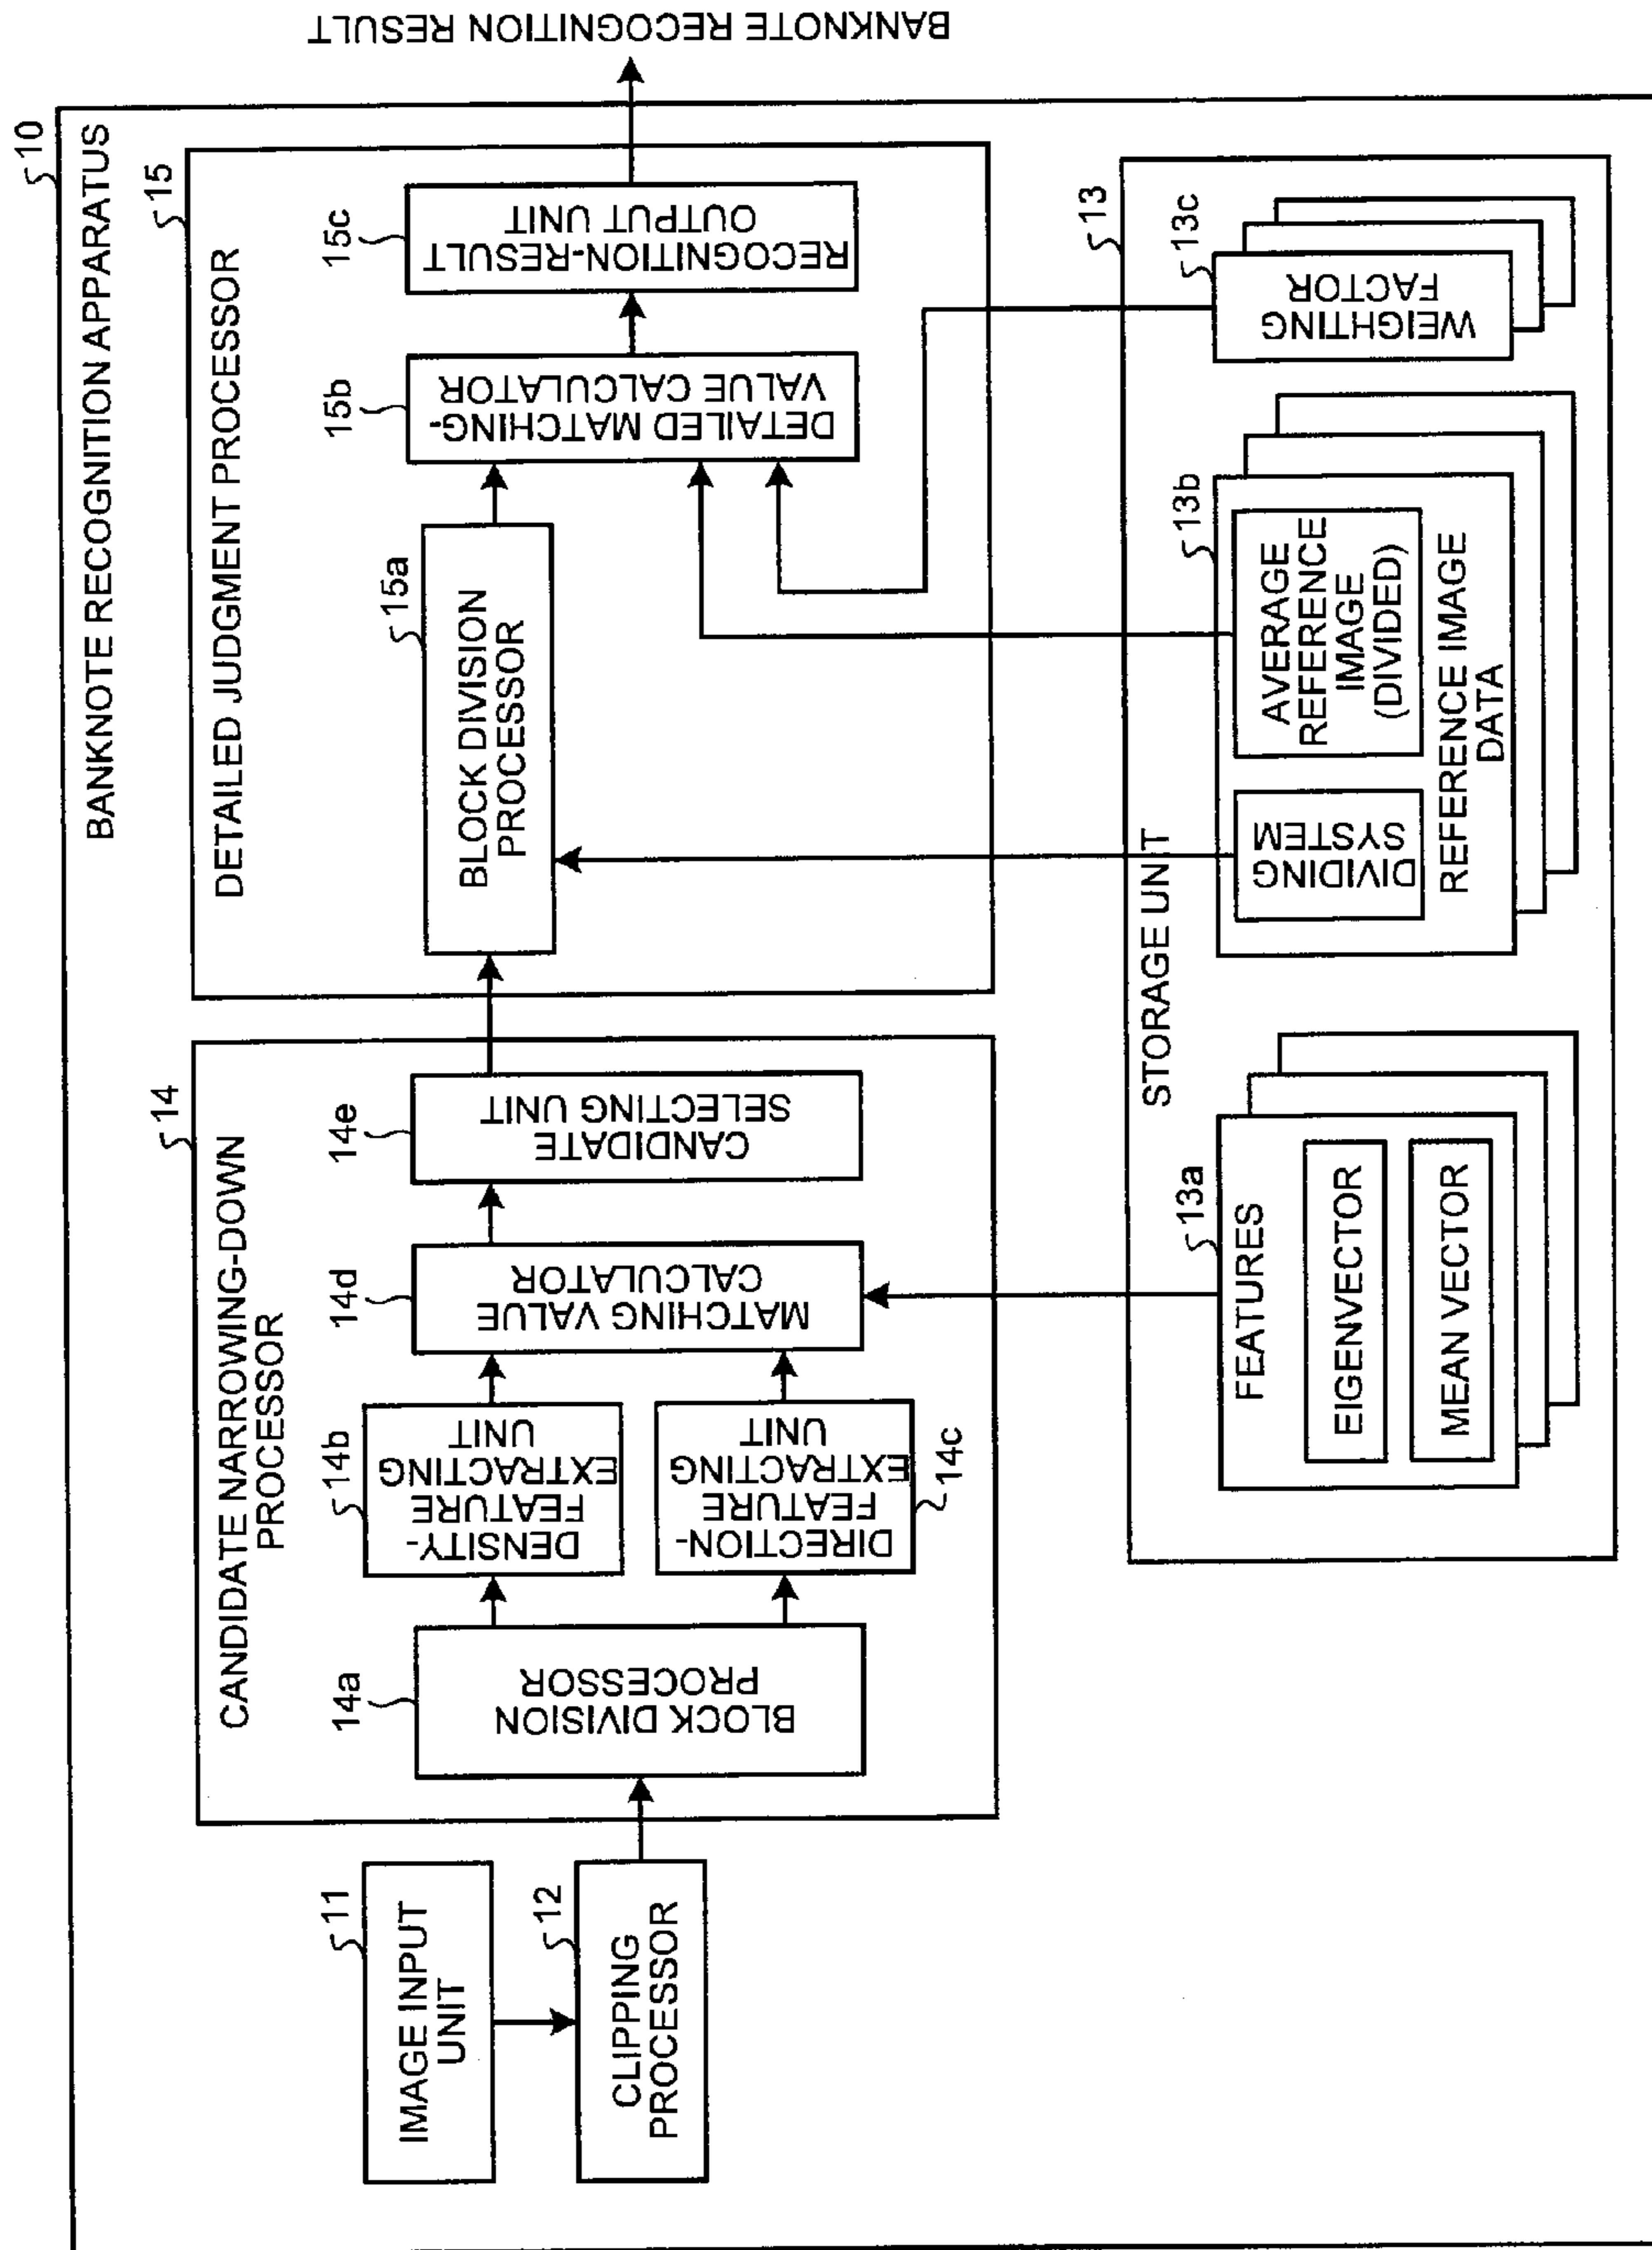 10
BANKNOTE RECOGNITION APPARATUS
11
IMAGE INPUT
UNIT
12
CLIPPING
PROCESSOR
14
CANDIDATE NARROWING-DOWN
PROCESSOR
14a
BLOCK DIVISION
PROCESSOR
14b
DENSITY-
FEATURE
EXTRACTING
UNIT
DIRECTION-
FEATURE
EXTRACTING
UNIT
14c
14d
MATCHING VALUE
CALCULATOR
14e
CANDIDATE
SELECTING UNIT
15
DETAILED JUDGMENT PROCESSOR
15a
BLOCK DIVISION
PROCESSOR
15b
DETAILED MATCHING-
VALUE CALCULATOR
15c
RECOGNITION-RESULT
OUTPUT UNIT
BANKNOTE RECOGNITION RESULT
13
STORAGE UNIT
13a
FEATURES
EIGENVECTOR
MEAN VECTOR
13b
DIVIDING
SYSTEM
AVERAGE
REFERENCE
IMAGE
(DIVIDED)
REFERENCE IMAGE
DATA
13c
WEIGHTING
FACTOR